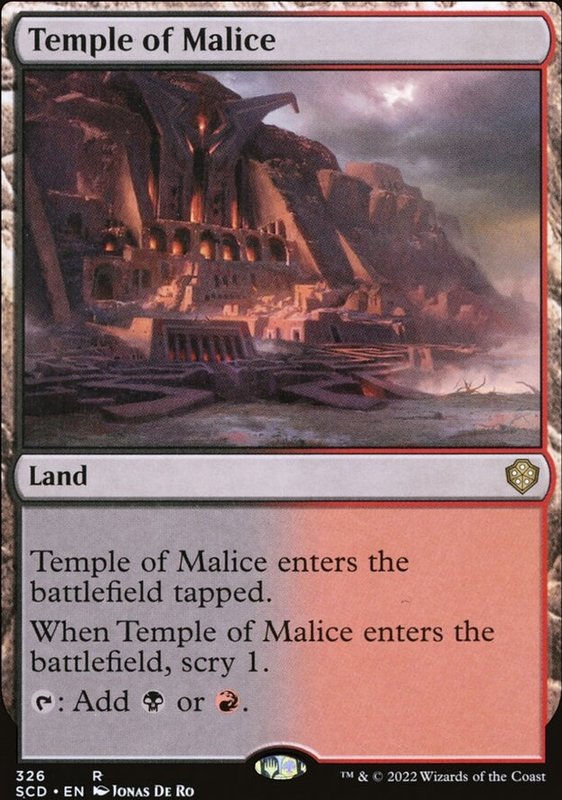 Temple of Malice
Land
Temple of Malice enters the
battlefield tapped.
When Temple of Malice enters the
battlefield, scry 1.
: Add or .
326 R
SCD • EN Jonas De Ro
™ & © 2022 Wizards of the Coast